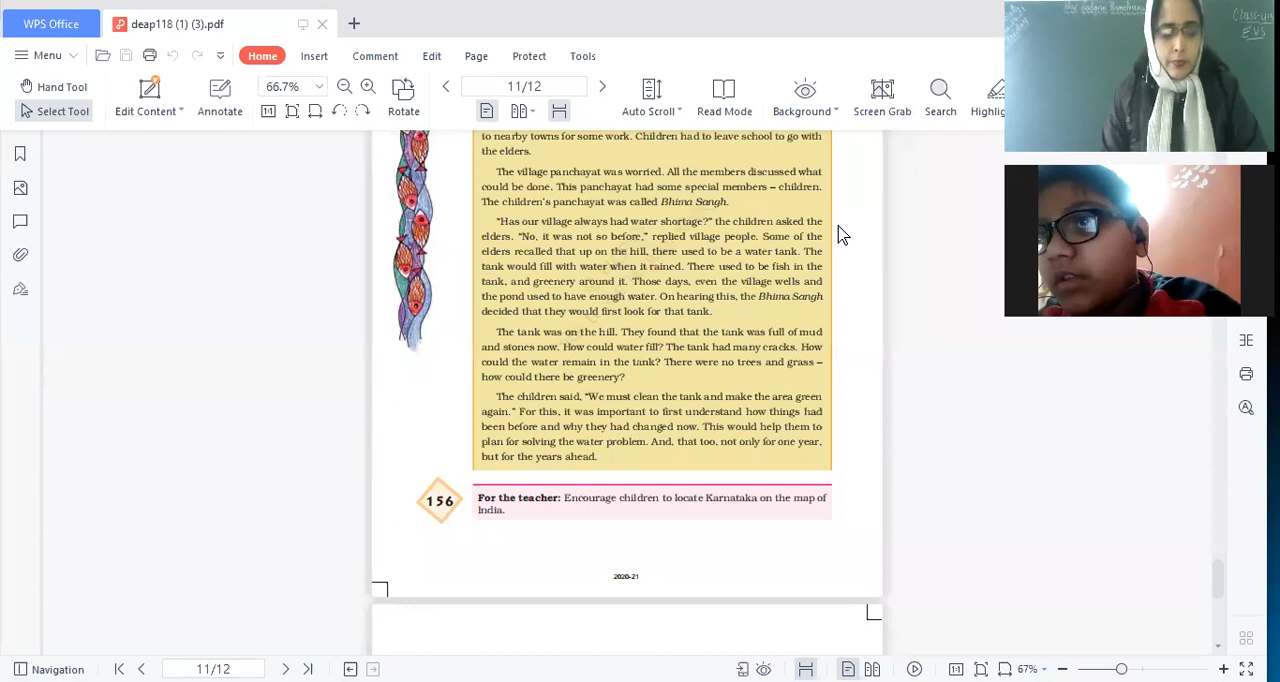 WPS Office
deap118 (1) (3).pdf
Menu
Home
Insert
Comment
Edit
Page
Protect
Tools
Hand Tool
Select Tool
Edit Content
Annotate
66.7%
Rotate
11/12
Auto Scroll
Read Mode
Background
Screen Grab
Search
Highlig
Class-
EVS
to nearby towns for some work. Children had to leave school to go with
the elders.
The village panchayat was worried. All the members discussed what
could be done. This panchayat had some special members – children.
The children's panchayat was called Bhima Sangh.
"Has our village always had water shortage?" the children asked the
elders. "No, it was not so before," replied village people. Some of the
elders recalled that up on the hill, there used to be a water tank. The
tank would fill with water when it rained. There used to be fish in the
tank, and greenery around it. Those days, even the village wells and
the pond used to have enough water. On hearing this, the Bhima Sangh
decided that they would first look for that tank.
The tank was on the hill. They found that the tank was full of mud
and stones now. How could water fill? The tank had many cracks. How
could the water remain in the tank? There were no trees and grass –
how could there be greenery?
The children said, "We must clean the tank and make the area green
again." For this, it was important to first understand how things had
been before and why they had changed now. This would help them to
plan for solving the water problem. And, that too, not only for one year,
but for the years ahead.
156
For the teacher: Encourage children to locate Karnataka on the map of
India.
2020-21
Navigation
11/12
67%